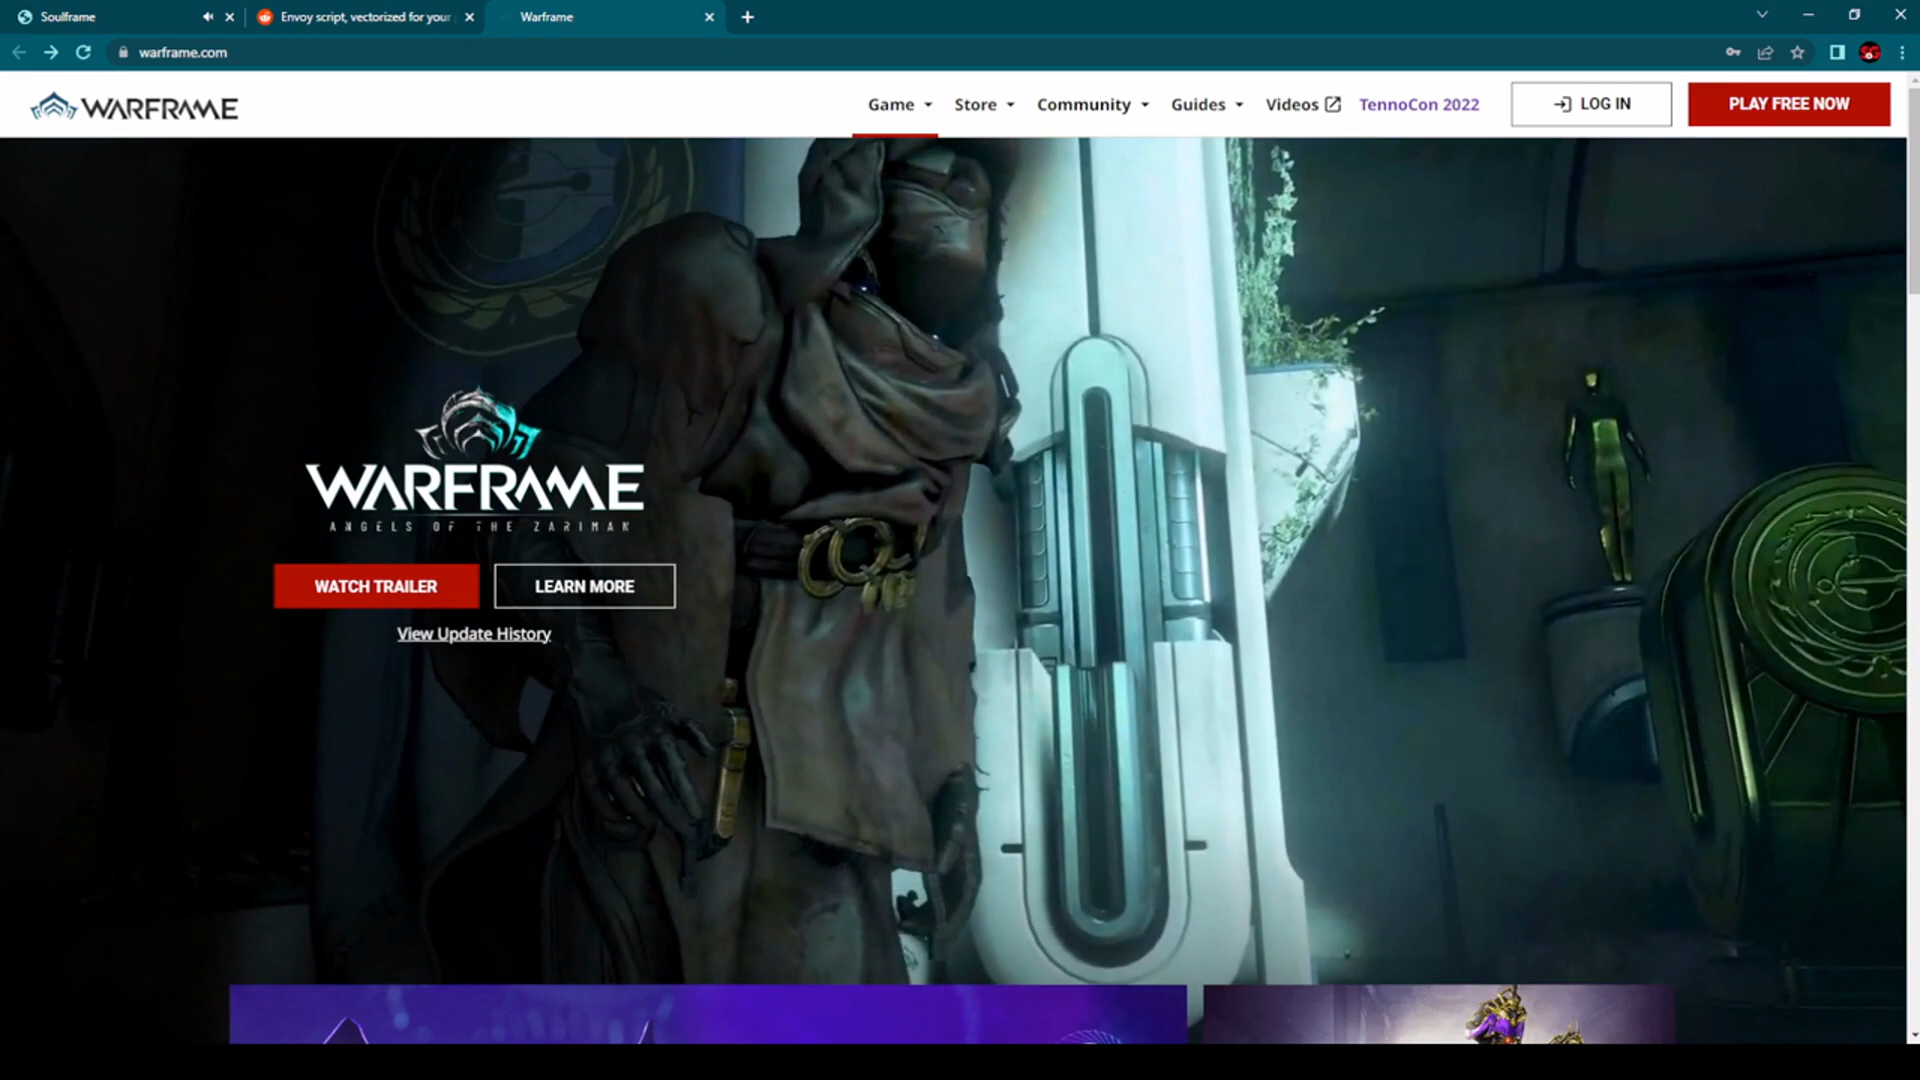 Soulframe
Envoy script, vectorized for your
Warframe
warframe.com
WARFRAME
Game
Store
Community
Guides
Videos
TennoCon 2022
LOG IN
PLAY FREE NOW
WARFRAME
ANGELS OF THE ZARIMAN
WATCH TRAILER
LEARN MORE
View Update History